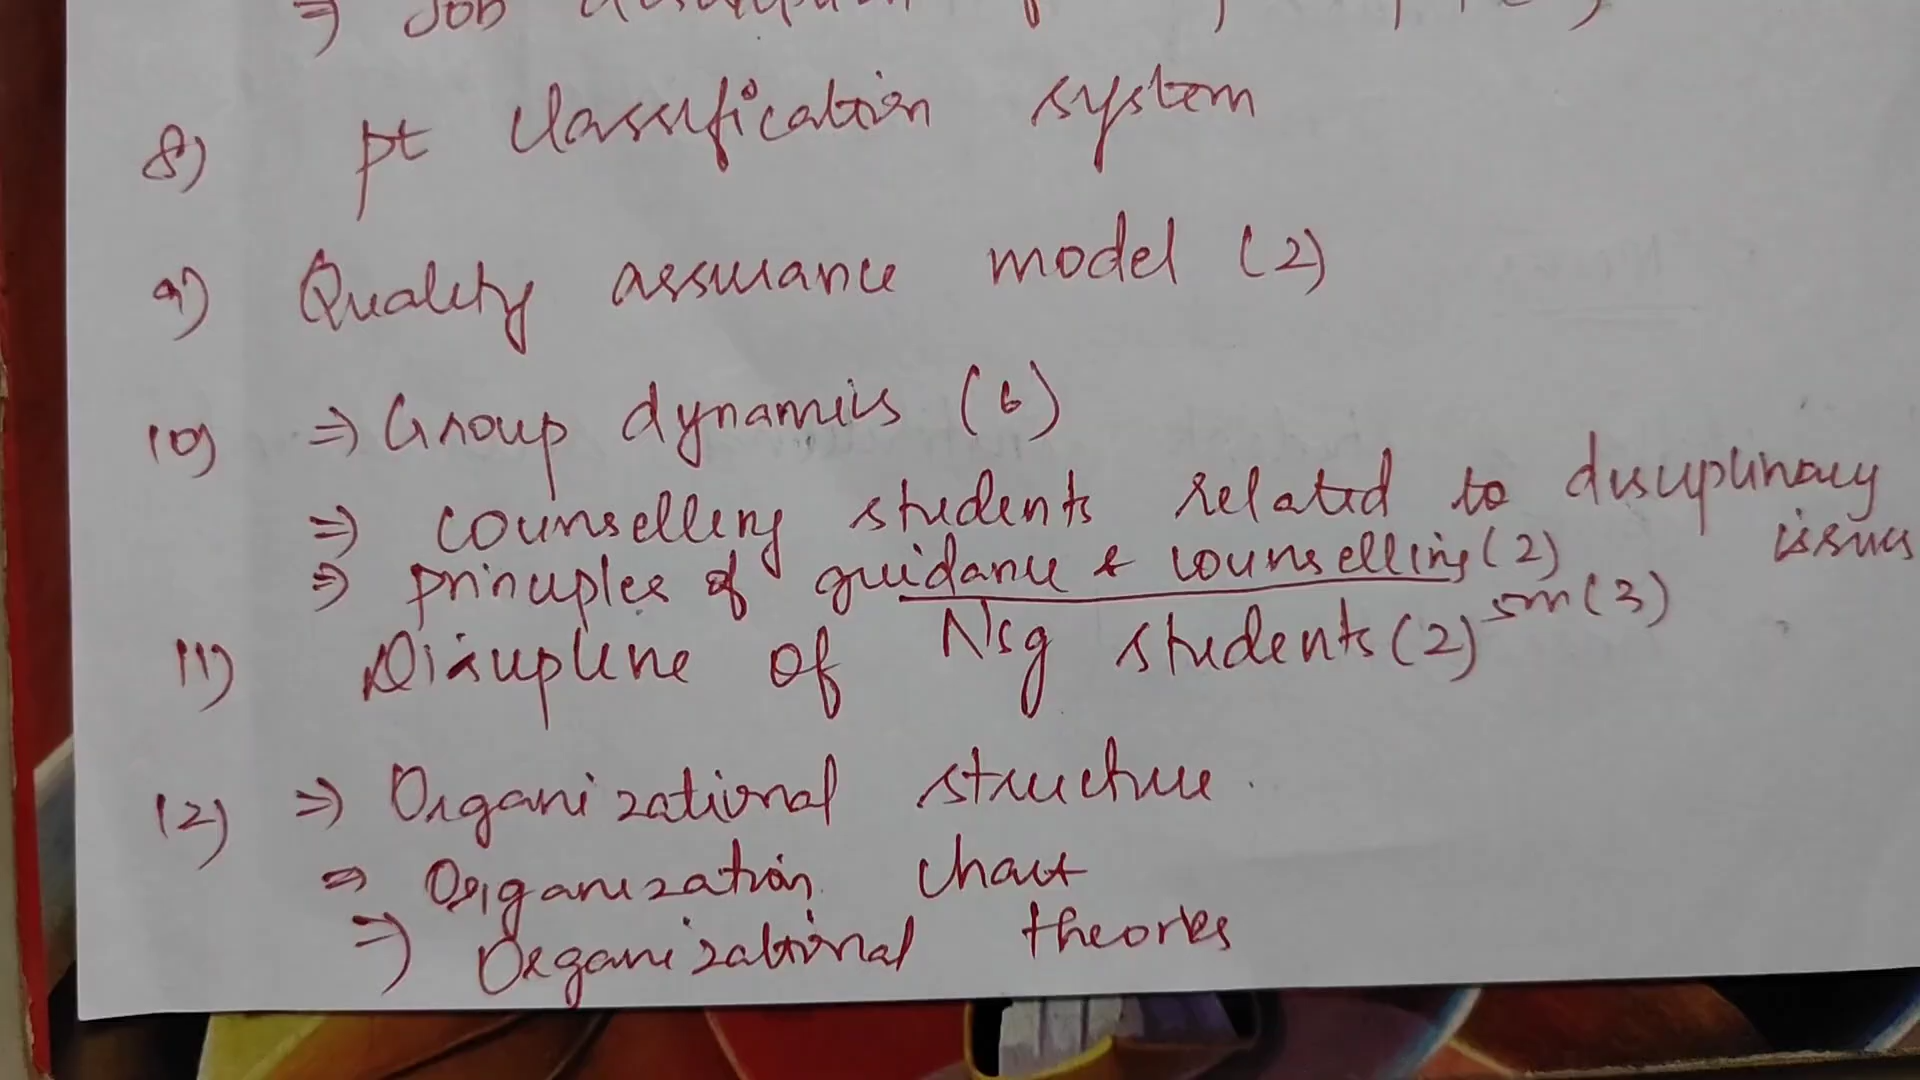 ⇒ Job
8) pt classification system
9) Quality assurance model (2)
10) ⇒ Group dynamics (6)
⇒ counselling students related to disciplinary issues
⇒ principles of guidance & counselling (2)
11) Discipline of Nsg students (2) 5m (3)
12) ⇒ Organizational structure.
⇒ Organization chart
⇒ Organizational theories